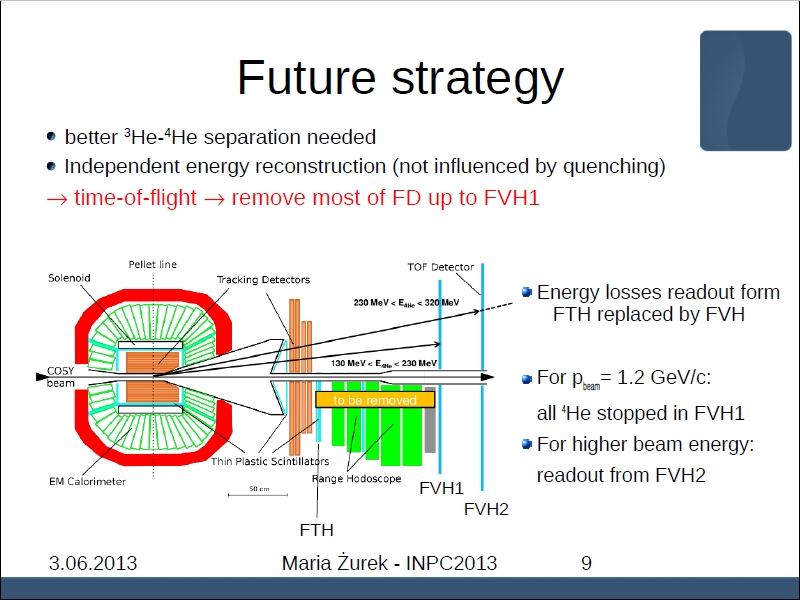 Future strategy
better ³He-⁴He separation needed
Independent energy reconstruction (not influenced by quenching)
→ time-of-flight → remove most of FD up to FVH1
Pellet line
Solenoid
Tracking Detectors
TOF Detector
230 MeV < E4He < 320 MeV
130 MeV < E4He < 230 MeV
COSY
beam
to be removed
Thin Plastic Scintillators
EM Calorimeter
Range Hodoscope
50 cm
FVH1
FVH2
FTH
Energy losses readout form
FTH replaced by FVH
For pbeam= 1.2 GeV/c:
all ⁴He stopped in FVH1
For higher beam energy:
readout from FVH2
3.06.2013
Maria Żurek - INPC2013
9